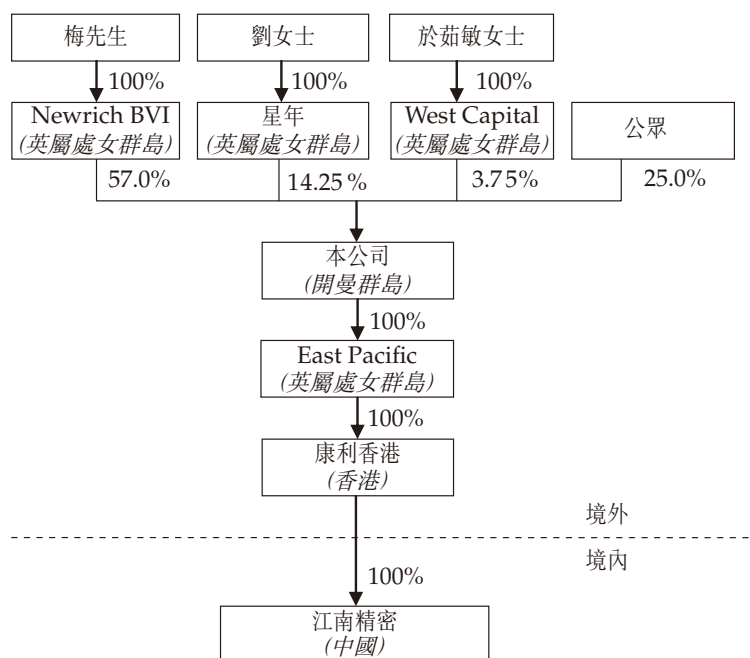 梅先生
劉女士
於茹敏女士
100%
100%
100%
Newrich BVI
(英屬處女群島)
星年
(英屬處女群島)
West Capital
(英屬處女群島)
公眾
57.0%
14.25%
3.75%
25.0%
本公司
(開曼群島)
100%
East Pacific
(英屬處女群島)
100%
康利香港
(香港)
境外
境內
100%
江南精密
(中國)